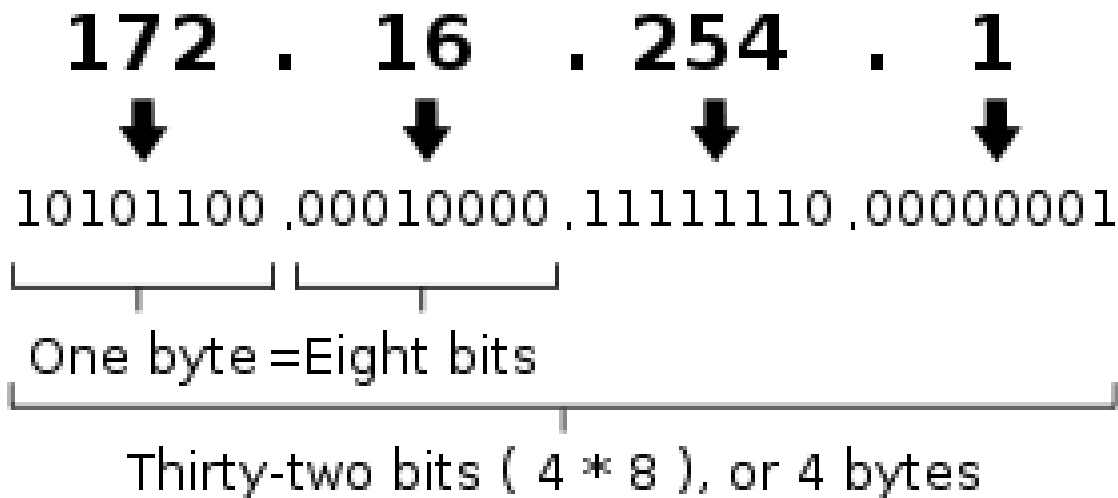 172 . 16 . 254 . 1
10101100 .00010000 .11111110 .00000001
One byte =Eight bits
Thirty-two bits ( 4 * 8 ), or 4 bytes